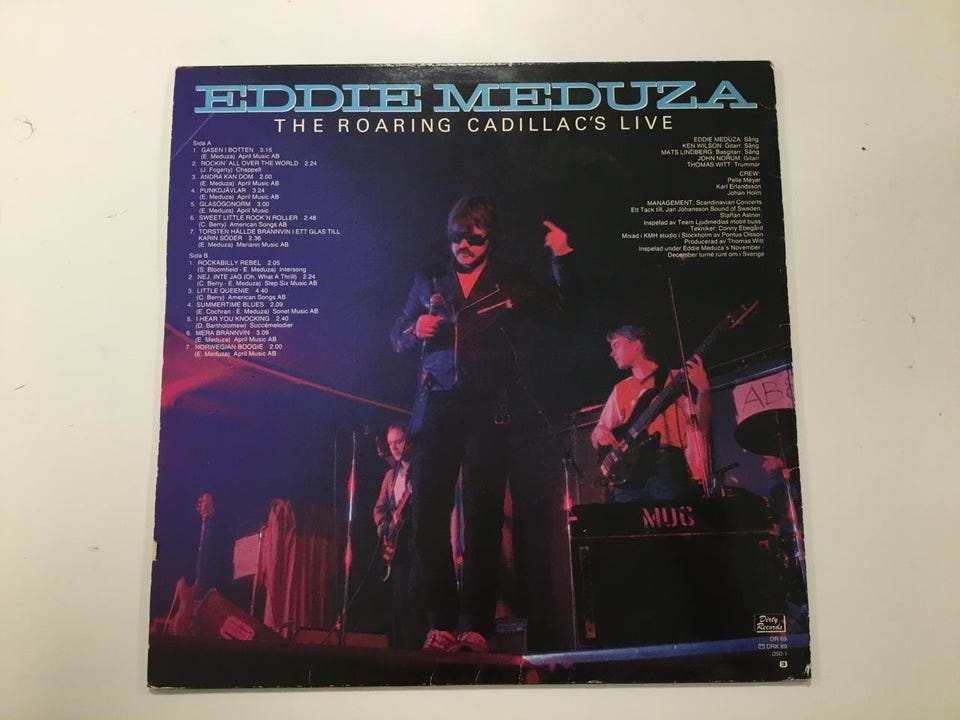 EDDIE MEDUZA
THE ROARING CADILLAC'S LIVE
Sida A
1. GASEN I BOTTEN 3.15
(E. Meduza) April Music AB
2. ROCKIN' ALL OVER THE WORLD 2.24
(J. Fogerty) Chappell
3. ANDRA KAN DOM 2.00
(E. Meduza) April Music AB
4. PUNKDJÄVLAR 3.24
(E. Meduza) April Music AB
5. GLASÖGONORM 3.00
(E. Meduza) April Music
6. SWEET LITTLE ROCK'N ROLLER 2.48
(C. Berry) American Songs AB
7. TORSTEN HÄLLDE BRÄNNVIN I ETT GLAS TILL
KARIN SÖDER 2.36
(E. Meduza) Mariann Music AB
Sida B
1. ROCKABILLY REBEL 2.05
(S. Bloomfield - E. Meduza) Intersong
2. NEJ, INTE JAG (Oh, What A Thrill) 2.24
(C. Berry - E. Meduza) Step Six Music AB
3. LITTLE QUEENIE 4.40
(C. Berry) American Songs AB
4. SUMMERTIME BLUES 2.09
(E. Cochran - E. Meduza) Sonet Music AB
5. I HEAR YOU KNOCKING 2.40
(D. Bartholomew) Succémelodier
6. MERA BRÄNNVIN 3.09
(E. Meduza) April Music AB
7. NORWEGIAN BOOGIE 2.00
(E. Meduza) April Music AB
EDDIE MEDUZA: Sång
KEN WILSON: Gitarr, Sång
MATS LINDBERG: Basgitarr, Sång
JOHN NORUM: Gitarr
THOMAS WITT: Trummor
CREW:
Pelle Meyer
Karl Erlandsson
Johan Holm
MANAGEMENT: Scandinavian Concerts
Ett Tack till, Jan Johansson Sound of Sweden,
Staffan Astner.
Inspelad av Team Ljudmedias mobil buss.
Tekniker: Conny Ebegård
Mixad i KMH studio i Stockholm av Pontus Olsson
Producerad av Thomas Witt
Inspelad under Eddie Meduza's November -
December turné runt om i Sverige
MUG
Dirty
Records
DR 69
DRK 69
050-1